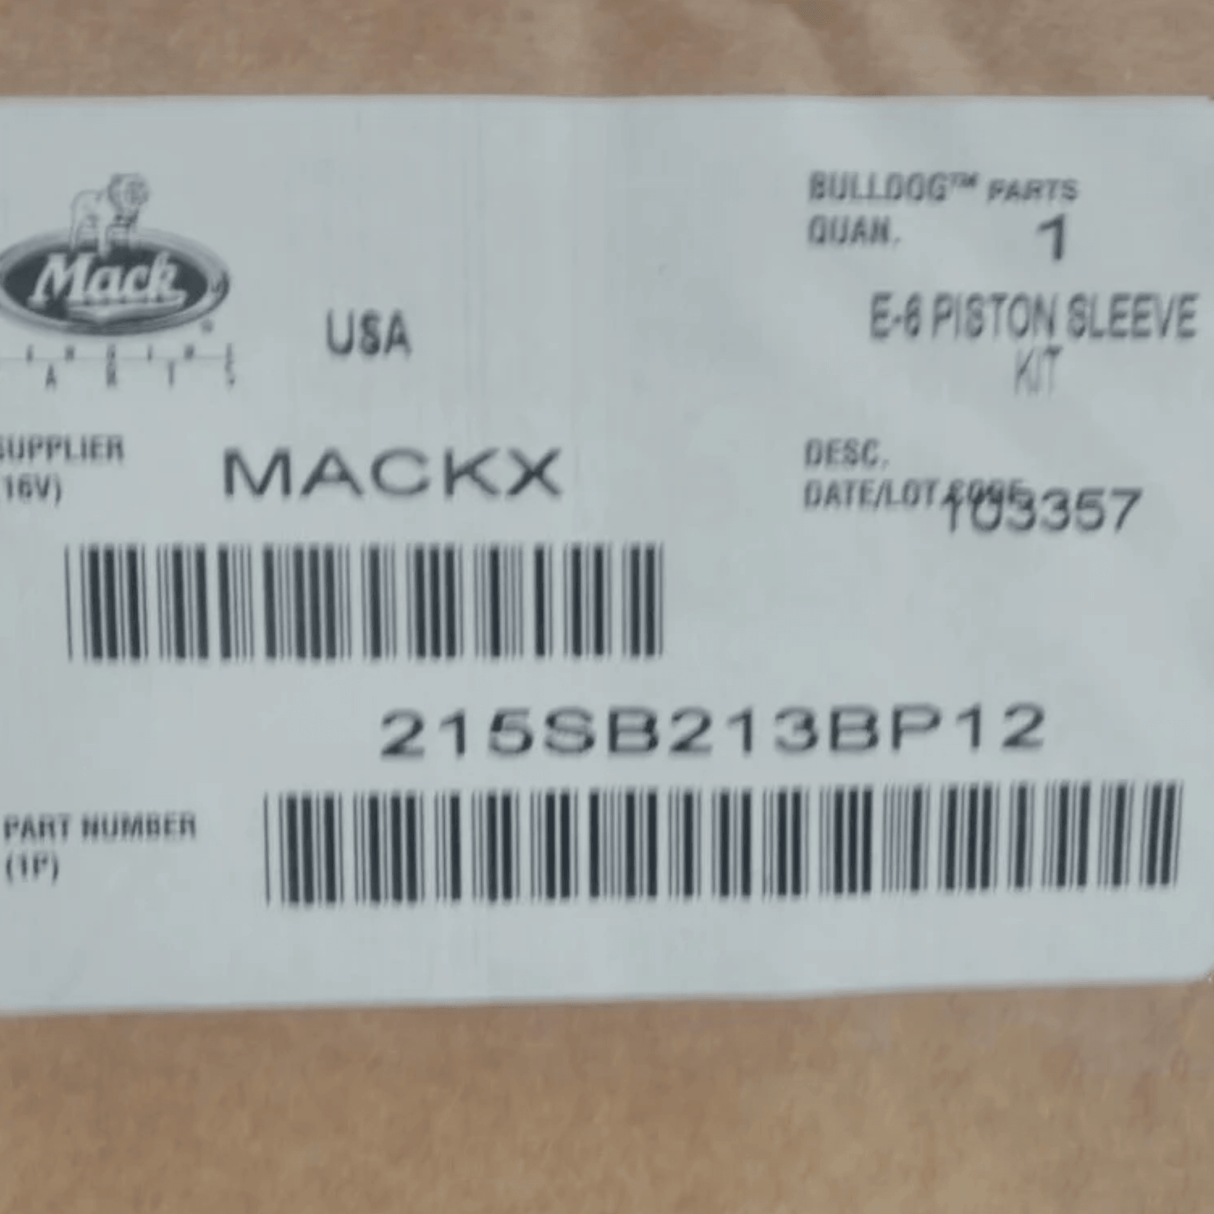 BULLDOG™ PARTS
QUAN. 1
Mack
E-6 PISTON SLEEVE
KIT
USA
SUPPLIER
(16V)
MACKX
DESC.
DATE/LOT CODE
103357
215SB213BP12
PART NUMBER
(1P)